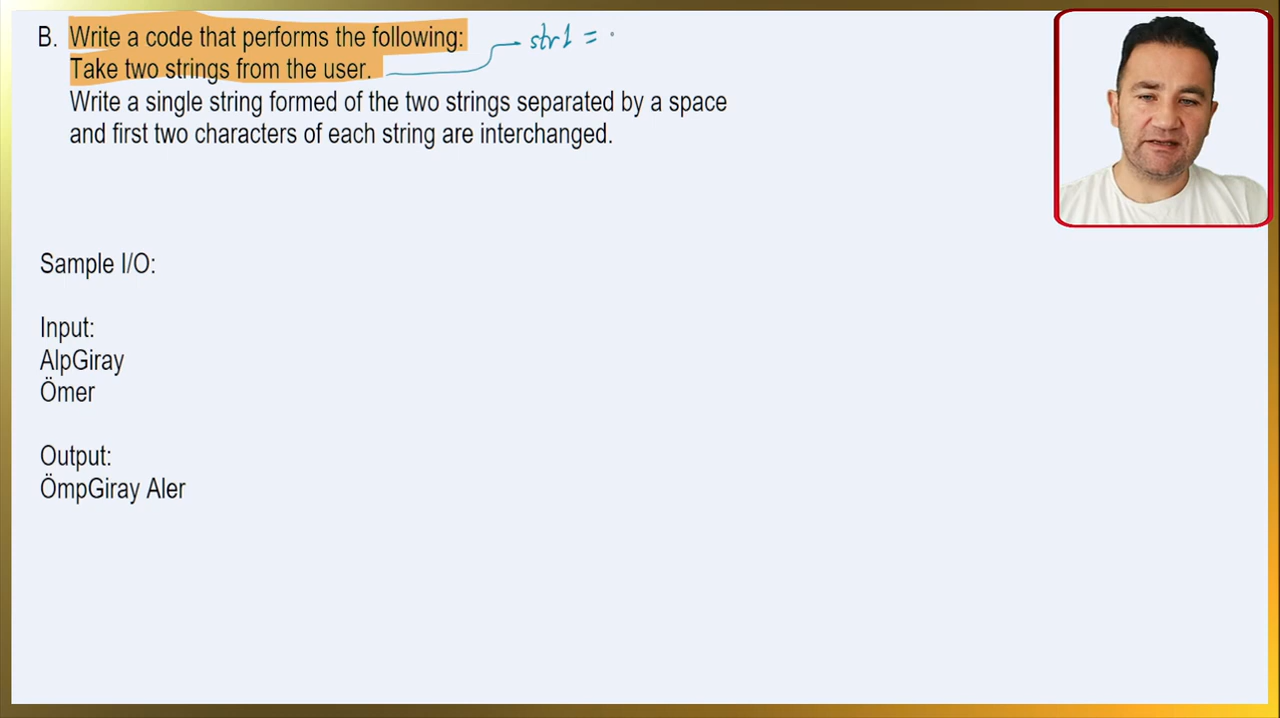 B. Write a code that performs the following:
str1 =
Take two strings from the user.
Write a single string formed of the two strings separated by a space
and first two characters of each string are interchanged.
Sample I/O:
Input:
AlpGiray
Ömer
Output:
ÖmpGiray Aler